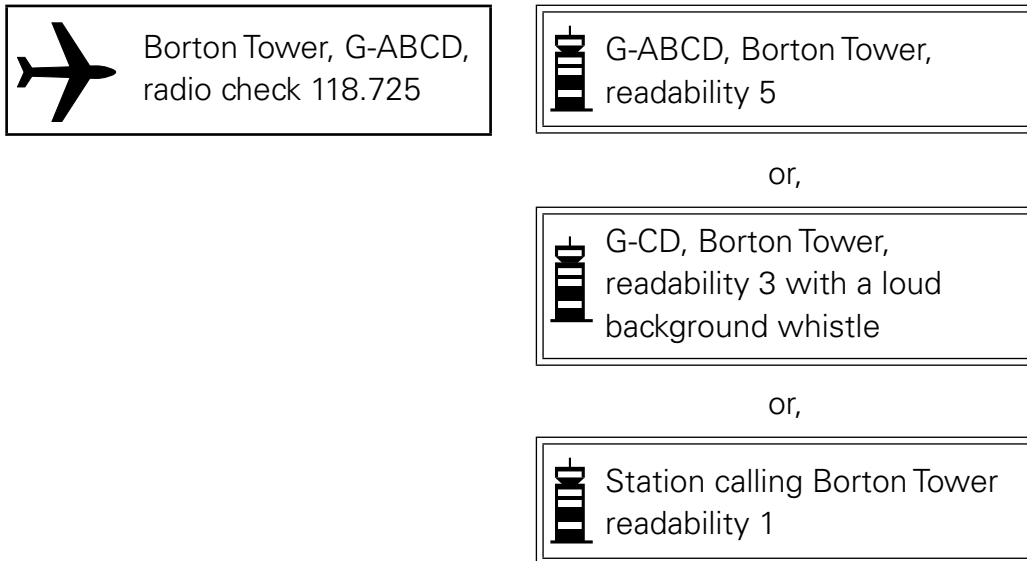 Borton Tower, G-ABCD,
radio check 118.725
G-ABCD, Borton Tower,
readability 5
or,
G-CD, Borton Tower,
readability 3 with a loud
background whistle
or,
Station calling Borton Tower
readability 1